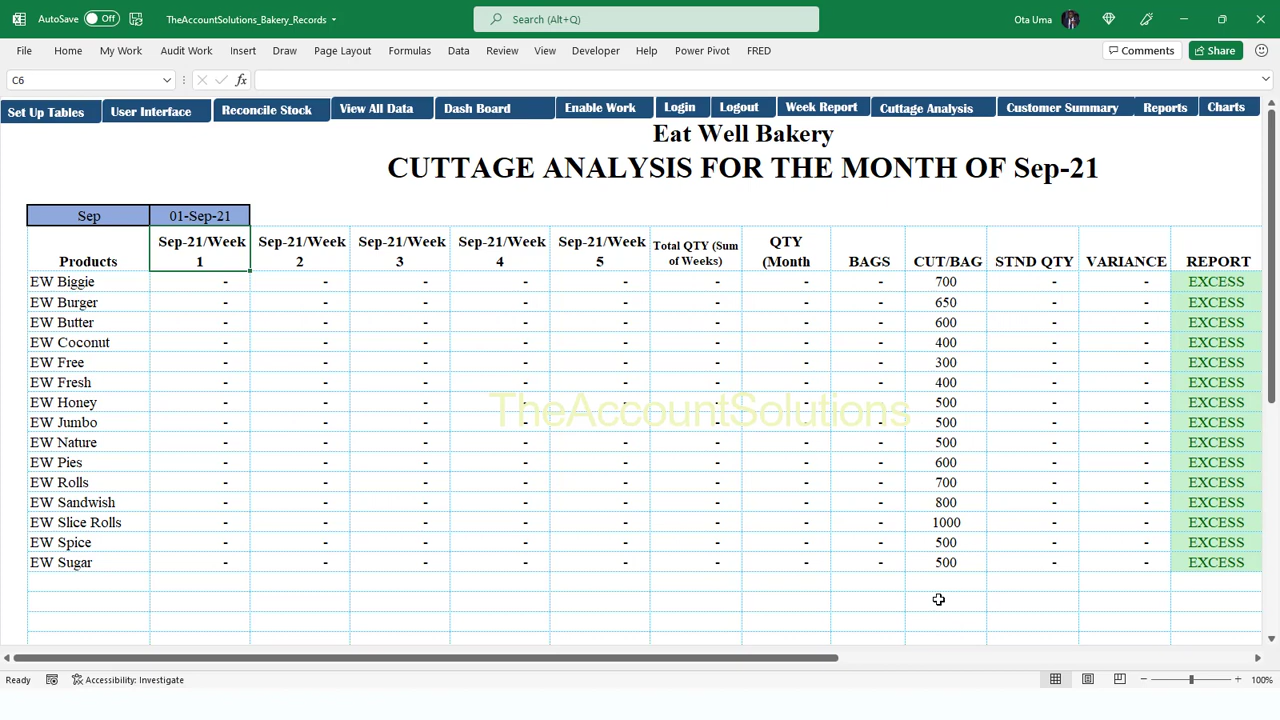 AutoSave Off TheAccountSolutions_Bakery_Records Search (Alt+Q) Ota Uma
File Home My Work Audit Work Insert Draw Page Layout Formulas Data Review View Developer Help Power Pivot FRED Comments Share
C6 fx
Set Up Tables User Interface Reconcile Stock View All Data Dash Board Enable Work Login Logout Week Report Cuttage Analysis Customer Summary Reports Charts
Eat Well Bakery
CUTTAGE ANALYSIS FOR THE MONTH OF Sep-21
Sep 01-Sep-21
Sep-21/Week Sep-21/Week Sep-21/Week Sep-21/Week Sep-21/Week Total QTY (Sum QTY
Products 1 2 3 4 5 of Weeks) (Month BAGS CUT/BAG STND QTY VARIANCE REPORT
EW Biggie - - - - - - - - 700 - - EXCESS
EW Burger - - - - - - - - 650 - - EXCESS
EW Butter - - - - - - - - 600 - - EXCESS
EW Coconut - - - - - - - - 400 - - EXCESS
EW Free - - - - - - - - 300 - - EXCESS
EW Fresh - - - - - - - - 400 - - EXCESS
EW Honey - - - - - - - - 500 - - EXCESS
TheAccountSolutions
EW Jumbo - - - - - - - - 500 - - EXCESS
EW Nature - - - - - - - - 500 - - EXCESS
EW Pies - - - - - - - - 600 - - EXCESS
EW Rolls - - - - - - - - 700 - - EXCESS
EW Sandwish - - - - - - - - 800 - - EXCESS
EW Slice Rolls - - - - - - - - 1000 - - EXCESS
EW Spice - - - - - - - - 500 - - EXCESS
EW Sugar - - - - - - - - 500 - - EXCESS
Ready Accessibility: Investigate 100%